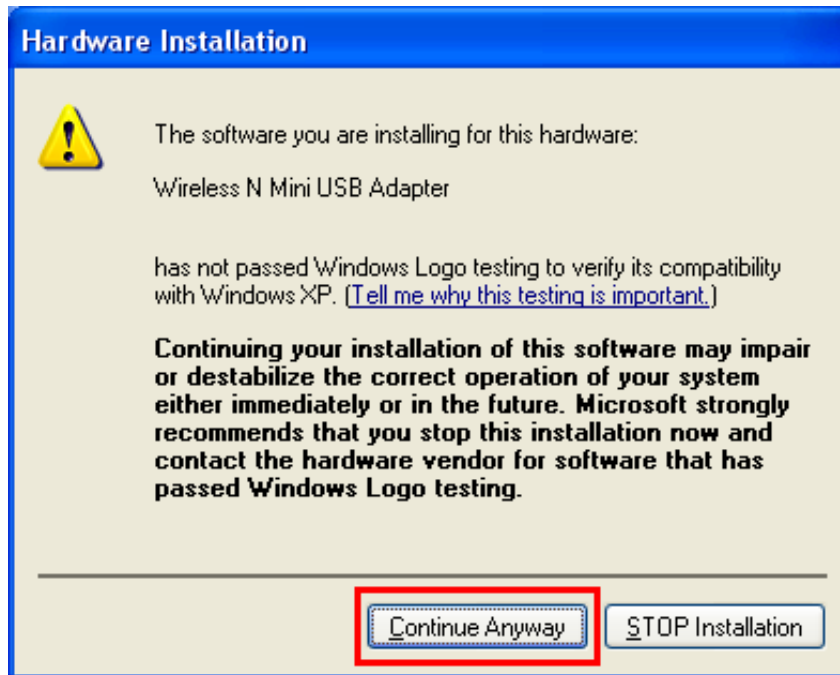 Hardware Installation
The software you are installing for this hardware:
Wireless N Mini USB Adapter
has not passed Windows Logo testing to verify its compatibility
with Windows XP. (Tell me why this testing is important.)
Continuing your installation of this software may impair
or destabilize the correct operation of your system
either immediately or in the future. Microsoft strongly
recommends that you stop this installation now and
contact the hardware vendor for software that has
passed Windows Logo testing.
Continue Anyway STOP Installation